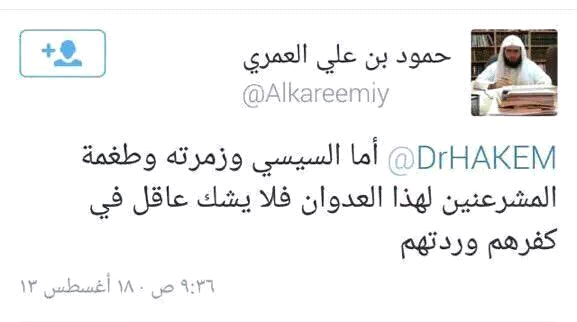 حمود بن علي العمري
@Alkareemiy
@DrHAKEM أما السيسي وزمرته وطغمة
المشرعنين لهذا العدوان فلا يشك عاقل في
كفرهم وردتهم
٩:٣٦ ص · ١٨ أغسطس ١٣